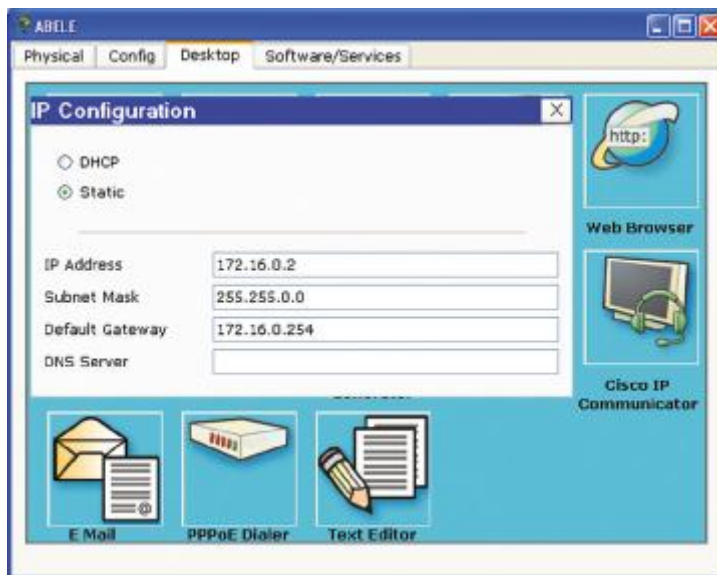 ABELE
Physical Config Desktop Software/Services
IP Configuration X
http:
DHCP
Static
Web Browser
IP Address 172.16.0.2
Subnet Mask 255.255.0.0
Default Gateway 172.16.0.254
DNS Server
Cisco IP
Communicator
E Mail PPPoE Dialer Text Editor